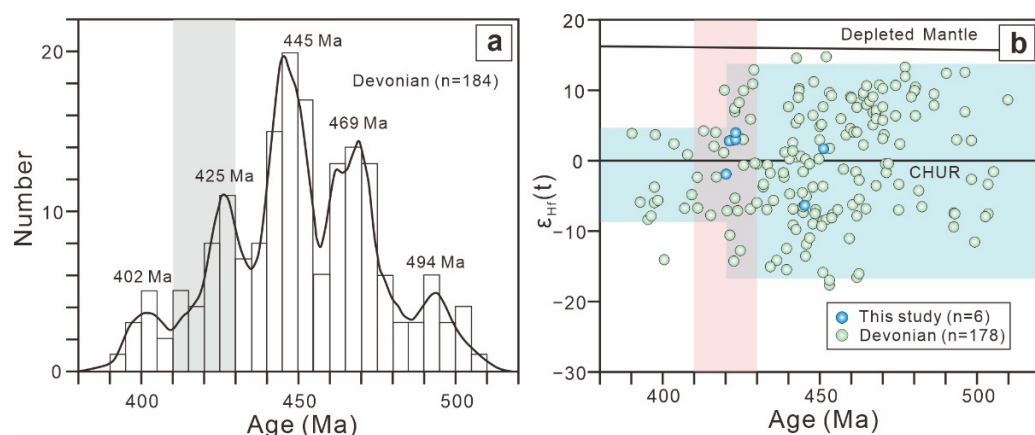 a
20
10
0
Number
445 Ma
Devonian (n=184)
469 Ma
425 Ma
402 Ma
494 Ma
400
450
500
Age (Ma)
b
20
10
0
−10
−20
−30
εHf(t)
Depleted Mantle
CHUR
This study (n=6)
Devonian (n=178)
400
450
500
Age (Ma)